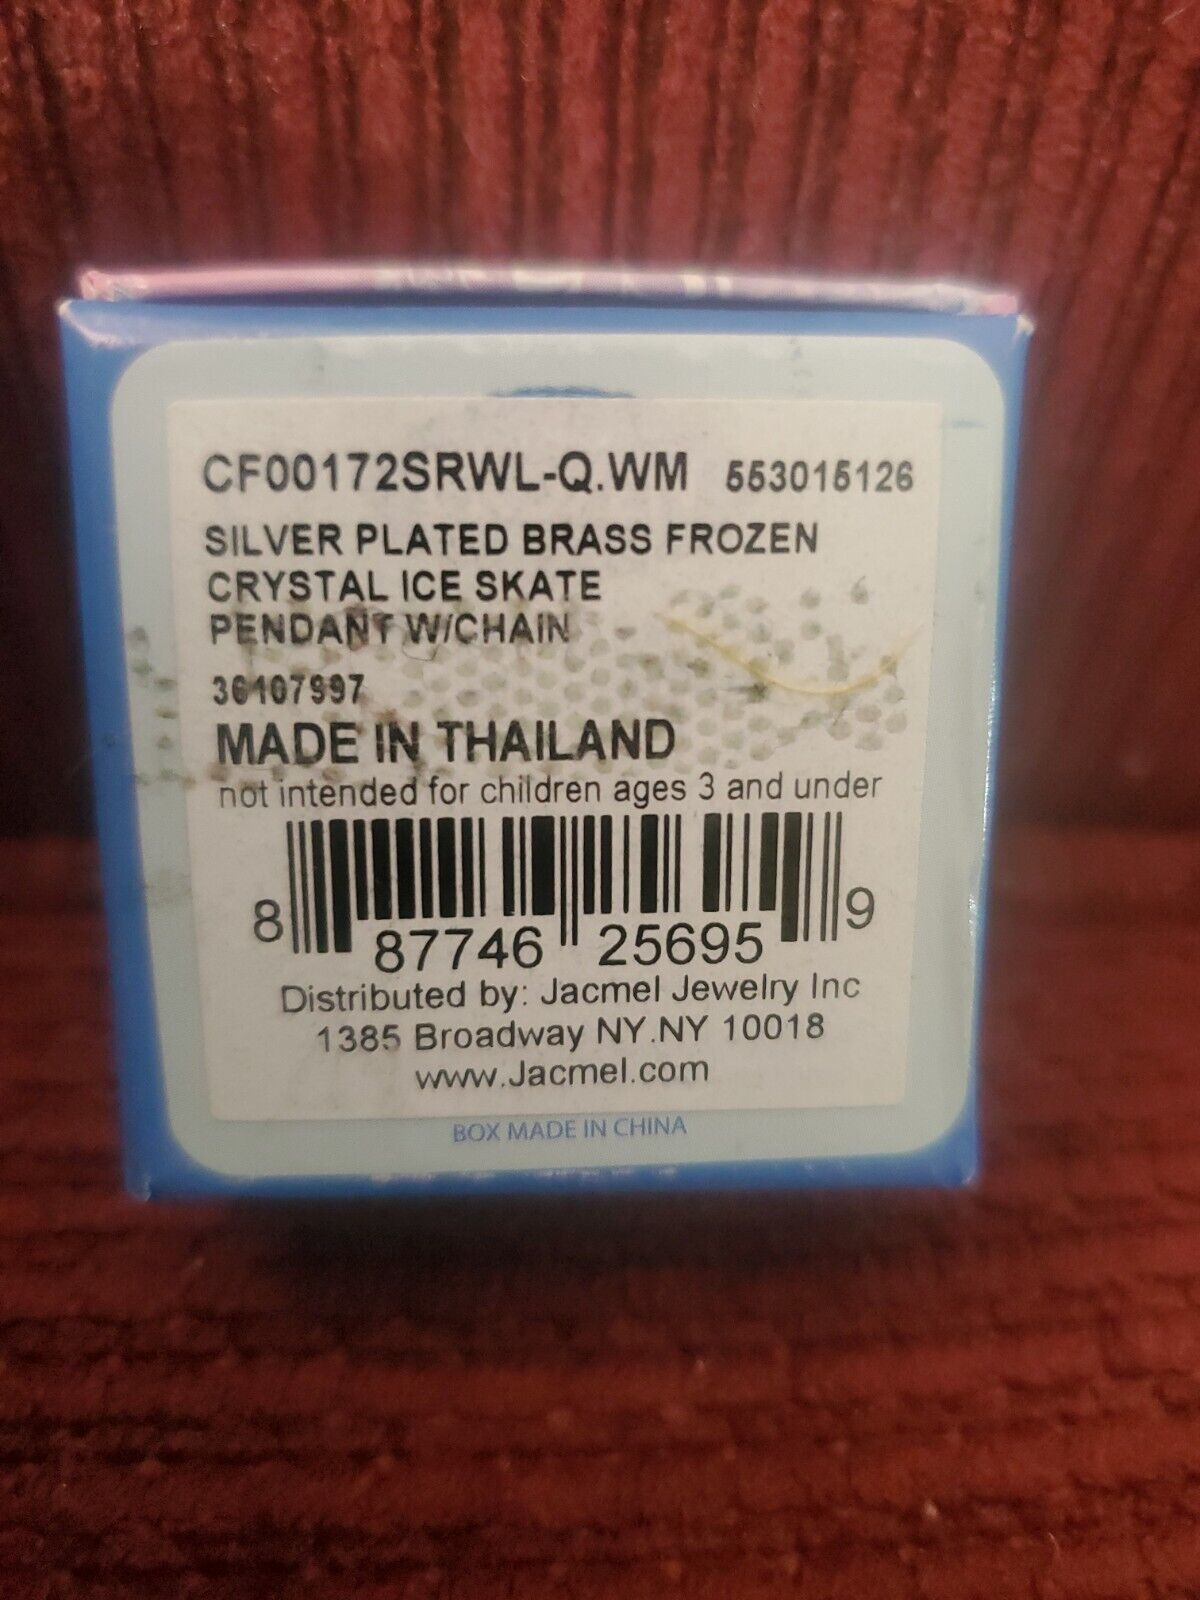 CF00172SRWL-Q.WM 553015126
SILVER PLATED BRASS FROZEN
CRYSTAL ICE SKATE
PENDANT W/CHAIN
36107997
MADE IN THAILAND
not intended for children ages 3 and under
8 87746 25695 9
Distributed by: Jacmel Jewelry Inc
1385 Broadway NY.NY 10018
www.Jacmel.com
BOX MADE IN CHINA